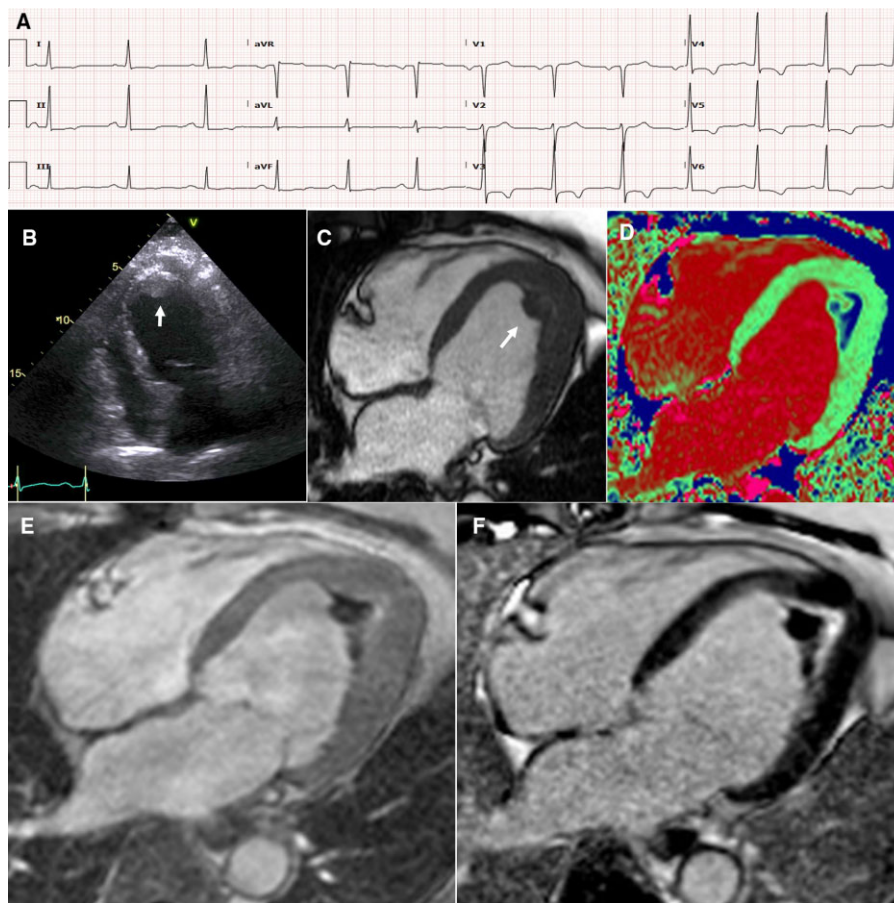 A
I aVR V1 V4
II aVL V2 V5
III aVF V3 V6
B V C D
5
10
15
E F